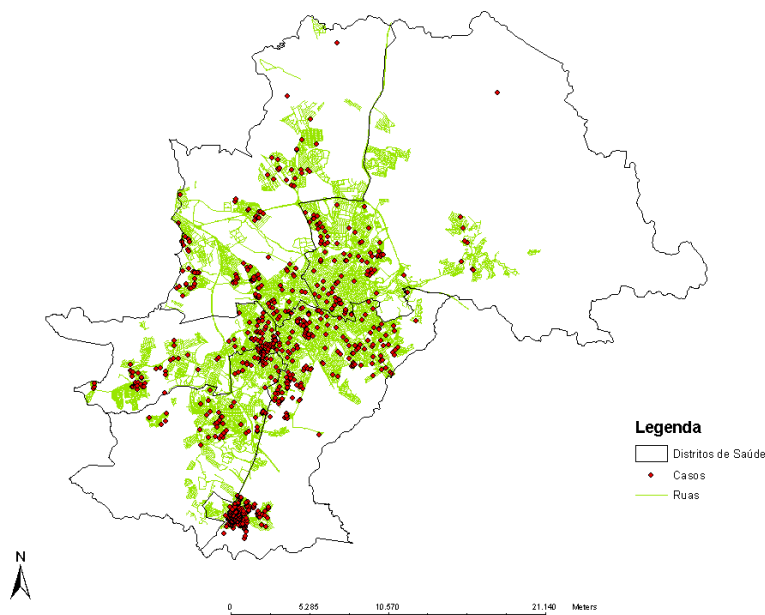 Legenda
Distritos de Saúde
Casos
Ruas
N
0 5.285 10.570 21.140 Meters